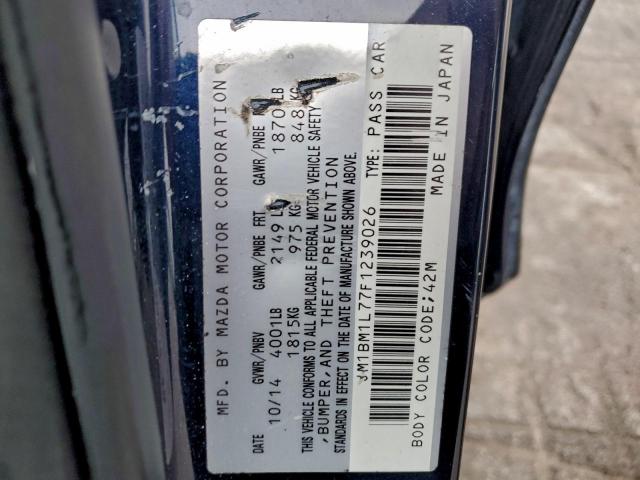 MFD. BY MAZDA MOTOR CORPORATION
DATE GVWR/PNBV GAWR/PNBE FRT GAWR/PNBE
10/14 4001LB 2149 LB 1870 LB
1815KG 975 KG 848 KG
THIS VEHICLE CONFORMS TO ALL APPLICABLE FEDERAL MOTOR VEHICLE SAFETY
,BUMPER,AND THEFT PREVENTION
STANDARDS IN EFFECT ON THE DATE OF MANUFACTURE SHOWN ABOVE.
JM1BM1L77F1239026 TYPE: PASS CAR
BODY COLOR CODE;42M MADE IN JAPAN